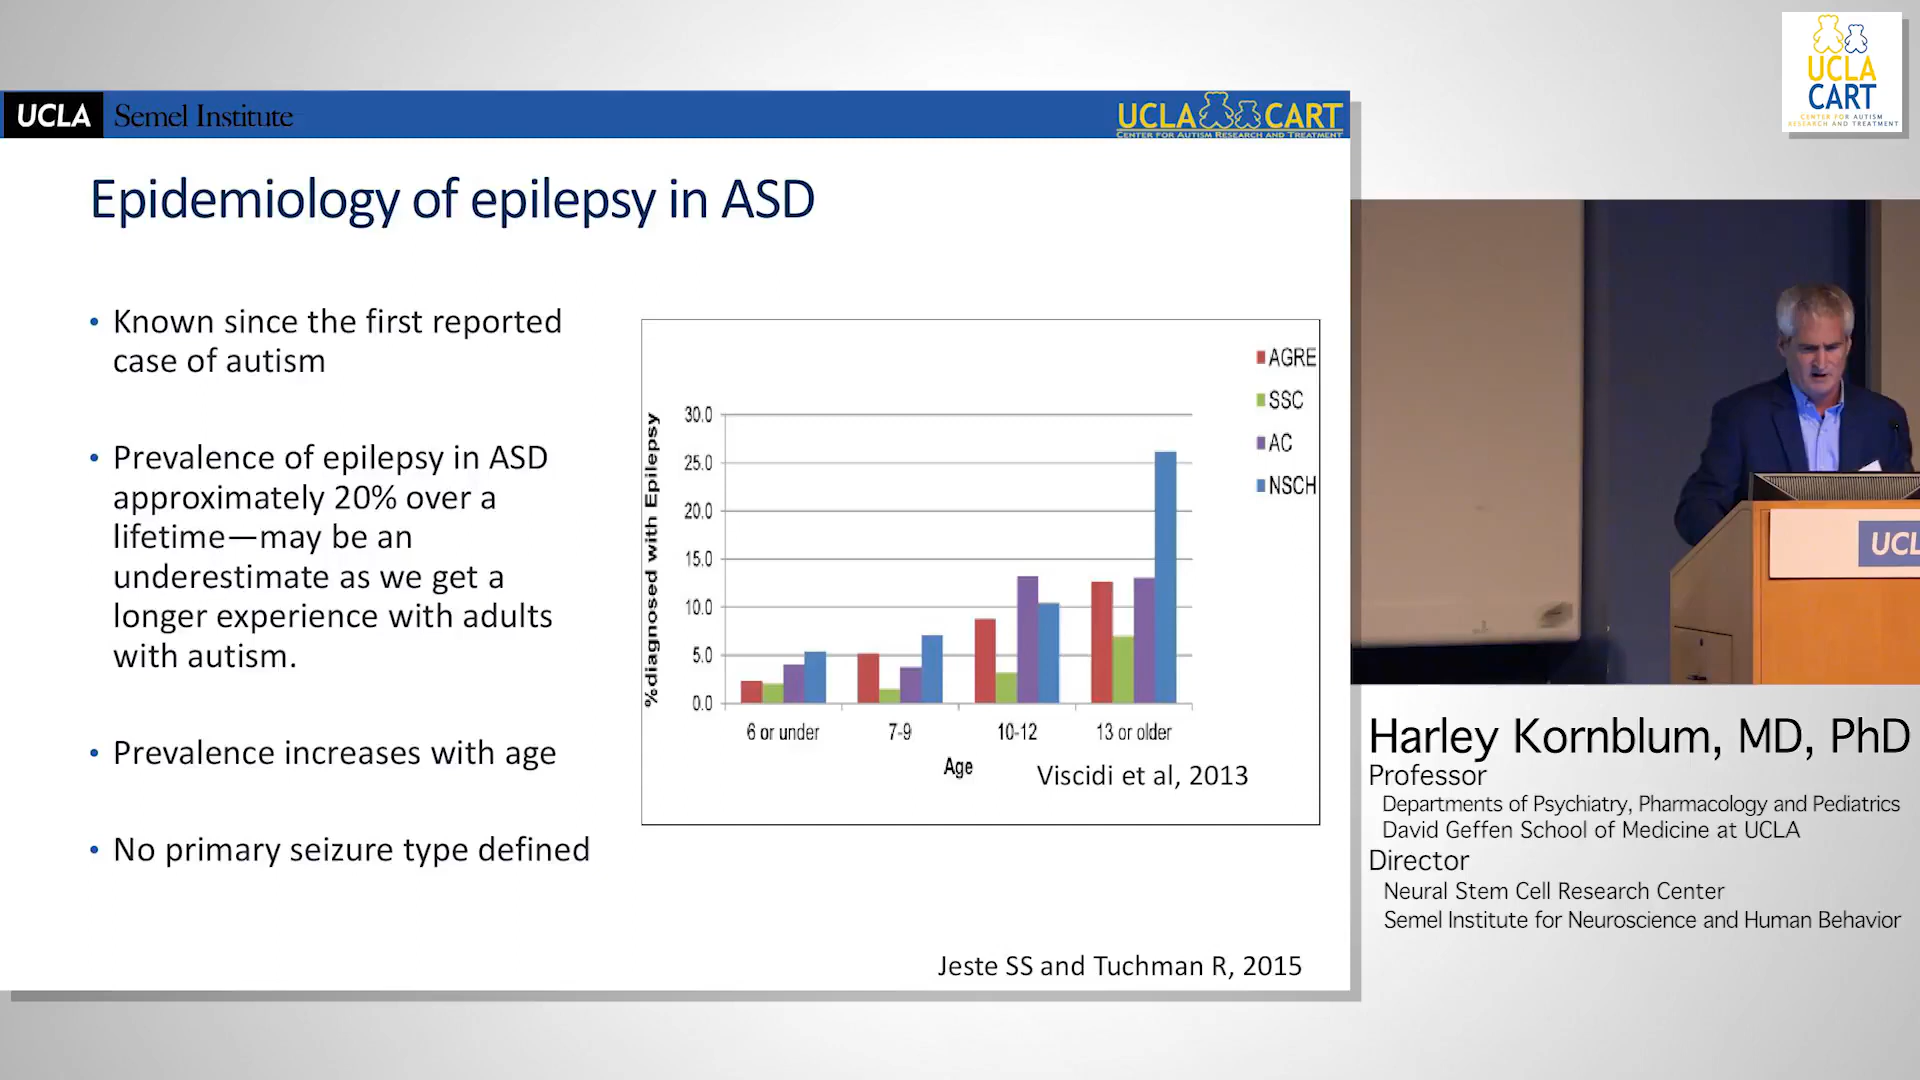 UCLA Semel Institute
UCLA CART
CENTER FOR AUTISM RESEARCH AND TREATMENT
Epidemiology of epilepsy in ASD
• Known since the first reported
case of autism
• Prevalence of epilepsy in ASD
approximately 20% over a
lifetime—may be an
underestimate as we get a
longer experience with adults
with autism.
• Prevalence increases with age
• No primary seizure type defined
AGRE
SSC
AC
NSCH
%diagnosed with Epilepsy
30.0
25.0
20.0
15.0
10.0
5.0
0.0
6 or under
7-9
10-12
13 or older
Age
Viscidi et al, 2013
Jeste SS and Tuchman R, 2015
UCLA
CART
CENTER FOR AUTISM
RESEARCH AND TREATMENT
UCL
Harley Kornblum, MD, PhD
Professor
Departments of Psychiatry, Pharmacology and Pediatrics
David Geffen School of Medicine at UCLA
Director
Neural Stem Cell Research Center
Semel Institute for Neuroscience and Human Behavior